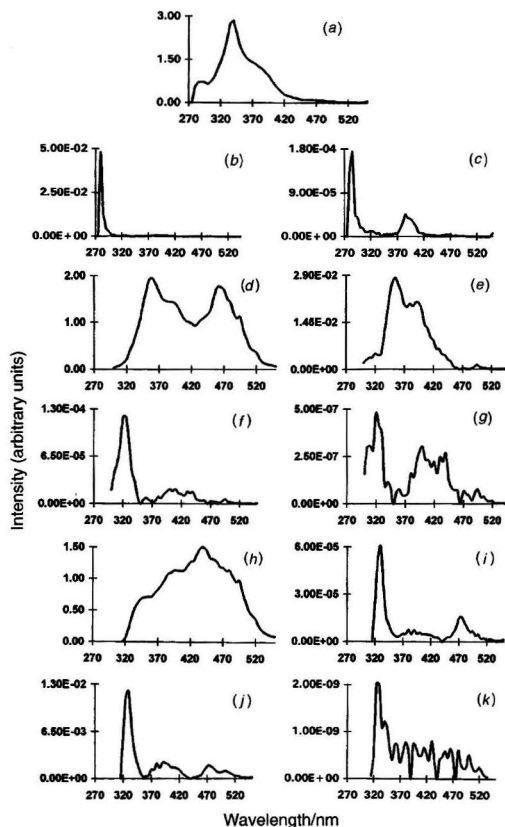 3.00
(a)
1.50
0.00
270 320 370 420 470 520
5.00E-02
(b)
2.50E-02
0.00E+00
270 320 370 420 470 520
1.80E-04
(c)
9.00E-05
0.00E+00
270 320 370 420 470 520
2.00
(d)
1.00
0.00
270 320 370 420 470 520
2.90E-02
(e)
1.45E-02
0.00E+00
270 320 370 420 470 520
1.30E-04
(f)
6.50E-06
0.00E+00
270 320 370 420 470 520
5.00E-07
(g)
2.50E-07
0.00E+00
270 320 370 420 470 520
1.50
(h)
1.00
0.50
0.00
270 320 370 420 470 520
6.00E-05
(i)
3.00E-05
0.00E+00
270 320 370 420 470 520
1.30E-02
(j)
6.50E-03
0.00E+00
270 320 370 420 470 520
2.00E-09
(k)
1.00E-09
0.00E+00
270 320 370 420 470 520
Intensity (arbitrary units)
Wavelength/nm